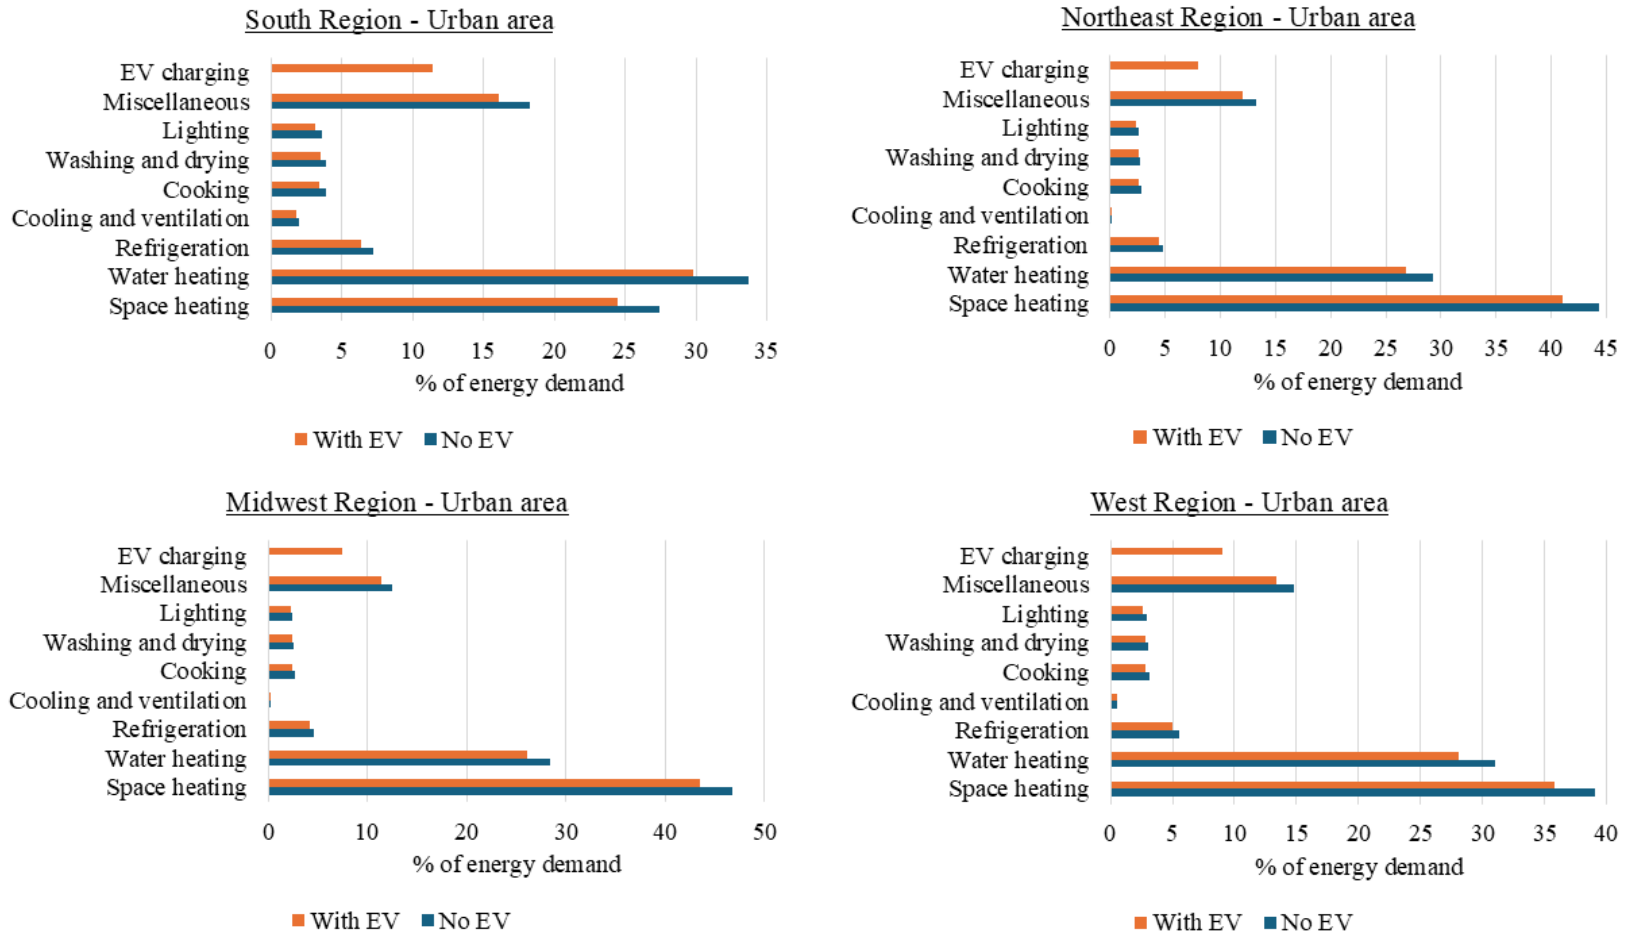 South Region - Urban area
EV charging
Miscellaneous
Lighting
Washing and drying
Cooking
Cooling and ventilation
Refrigeration
Water heating
Space heating
0 5 10 15 20 25 30 35
% of energy demand
With EV No EV
Northeast Region - Urban area
EV charging
Miscellaneous
Lighting
Washing and drying
Cooking
Cooling and ventilation
Refrigeration
Water heating
Space heating
0 5 10 15 20 25 30 35 40 45
% of energy demand
With EV No EV
Midwest Region - Urban area
EV charging
Miscellaneous
Lighting
Washing and drying
Cooking
Cooling and ventilation
Refrigeration
Water heating
Space heating
0 10 20 30 40 50
% of energy demand
With EV No EV
West Region - Urban area
EV charging
Miscellaneous
Lighting
Washing and drying
Cooking
Cooling and ventilation
Refrigeration
Water heating
Space heating
0 5 10 15 20 25 30 35 40
% of energy demand
With EV No EV